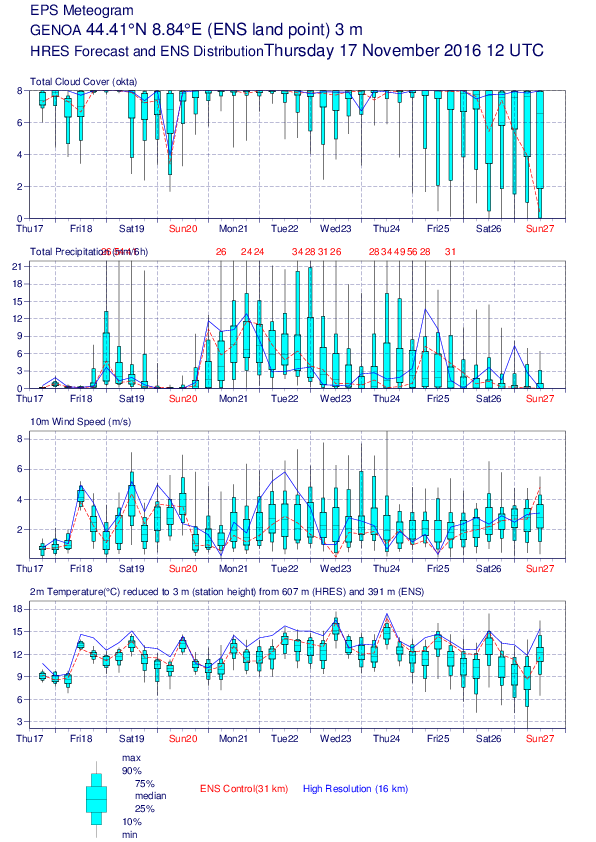 EPS Meteogram
GENOA 44.41°N 8.84°E (ENS land point) 3 m
HRES Forecast and ENS Distribution Thursday 17 November 2016 12 UTC
Total Cloud Cover (okta)
8
6
4
2
0
Thu17 Fri18 Sat19 Sun20 Mon21 Tue22 Wed23 Thu24 Fri25 Sat26 Sun27
Total Precipitation (mm/6h) 26 24 24 34 28 31 26 28 34 49 56 28 31
21
18
15
12
9
6
3
0
Thu17 Fri18 Sat19 Sun20 Mon21 Tue22 Wed23 Thu24 Fri25 Sat26 Sun27
10m Wind Speed (m/s)
8
6
4
2
Thu17 Fri18 Sat19 Sun20 Mon21 Tue22 Wed23 Thu24 Fri25 Sat26 Sun27
2m Temperature(°C) reduced to 3 m (station height) from 607 m (HRES) and 391 m (ENS)
18
15
12
9
6
3
Thu17 Fri18 Sat19 Sun20 Mon21 Tue22 Wed23 Thu24 Fri25 Sat26 Sun27
max
90%
75%
median
25%
10%
min
ENS Control(31 km) High Resolution (16 km)